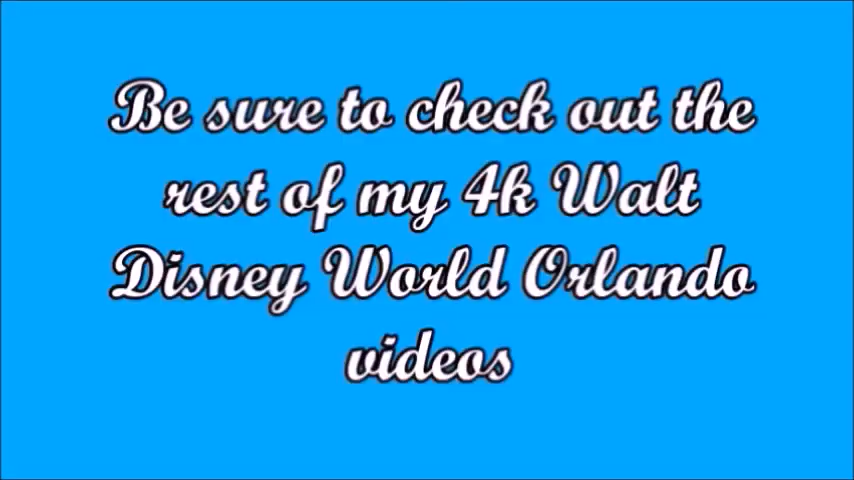 Be sure to check out the
rest of my 4k Walt
Disney World Orlando
videos